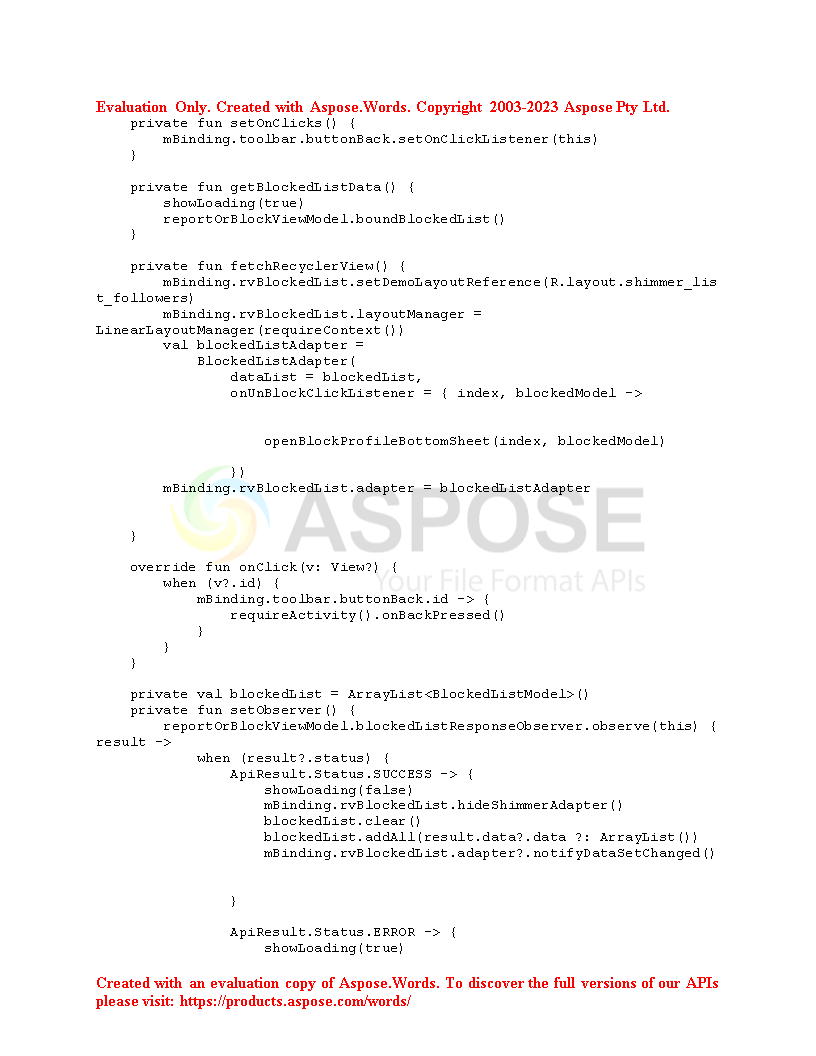 Evaluation Only. Created with Aspose.Words. Copyright 2003-2023 Aspose Pty Ltd.
    private fun setOnClicks() {
        mBinding.toolbar.buttonBack.setOnClickListener(this)
    }

    private fun getBlockedListData() {
        showLoading(true)
        reportOrBlockViewModel.boundBlockedList()
    }

    private fun fetchRecyclerView() {
        mBinding.rvBlockedList.setDemoLayoutReference(R.layout.shimmer_lis
t_followers)
        mBinding.rvBlockedList.layoutManager =
LinearLayoutManager(requireContext())
        val blockedListAdapter =
            BlockedListAdapter(
                dataList = blockedList,
                onUnBlockClickListener = { index, blockedModel ->


                    openBlockProfileBottomSheet(index, blockedModel)

                })
        mBinding.rvBlockedList.adapter = blockedListAdapter
ASPOSE

    }

    override fun onClick(v: View?) {
        when (v?.id) {
Your File Format APIs
            mBinding.toolbar.buttonBack.id -> {
                requireActivity().onBackPressed()
            }
        }
    }

    private val blockedList = ArrayList<BlockedListModel>()
    private fun setObserver() {
        reportOrBlockViewModel.blockedListResponseObserver.observe(this) {
result ->
            when (result?.status) {
                ApiResult.Status.SUCCESS -> {
                    showLoading(false)
                    mBinding.rvBlockedList.hideShimmerAdapter()
                    blockedList.clear()
                    blockedList.addAll(result.data?.data ?: ArrayList())
                    mBinding.rvBlockedList.adapter?.notifyDataSetChanged()


                }

                ApiResult.Status.ERROR -> {
                    showLoading(true)

Created with an evaluation copy of Aspose.Words. To discover the full versions of our APIs
please visit: https://products.aspose.com/words/